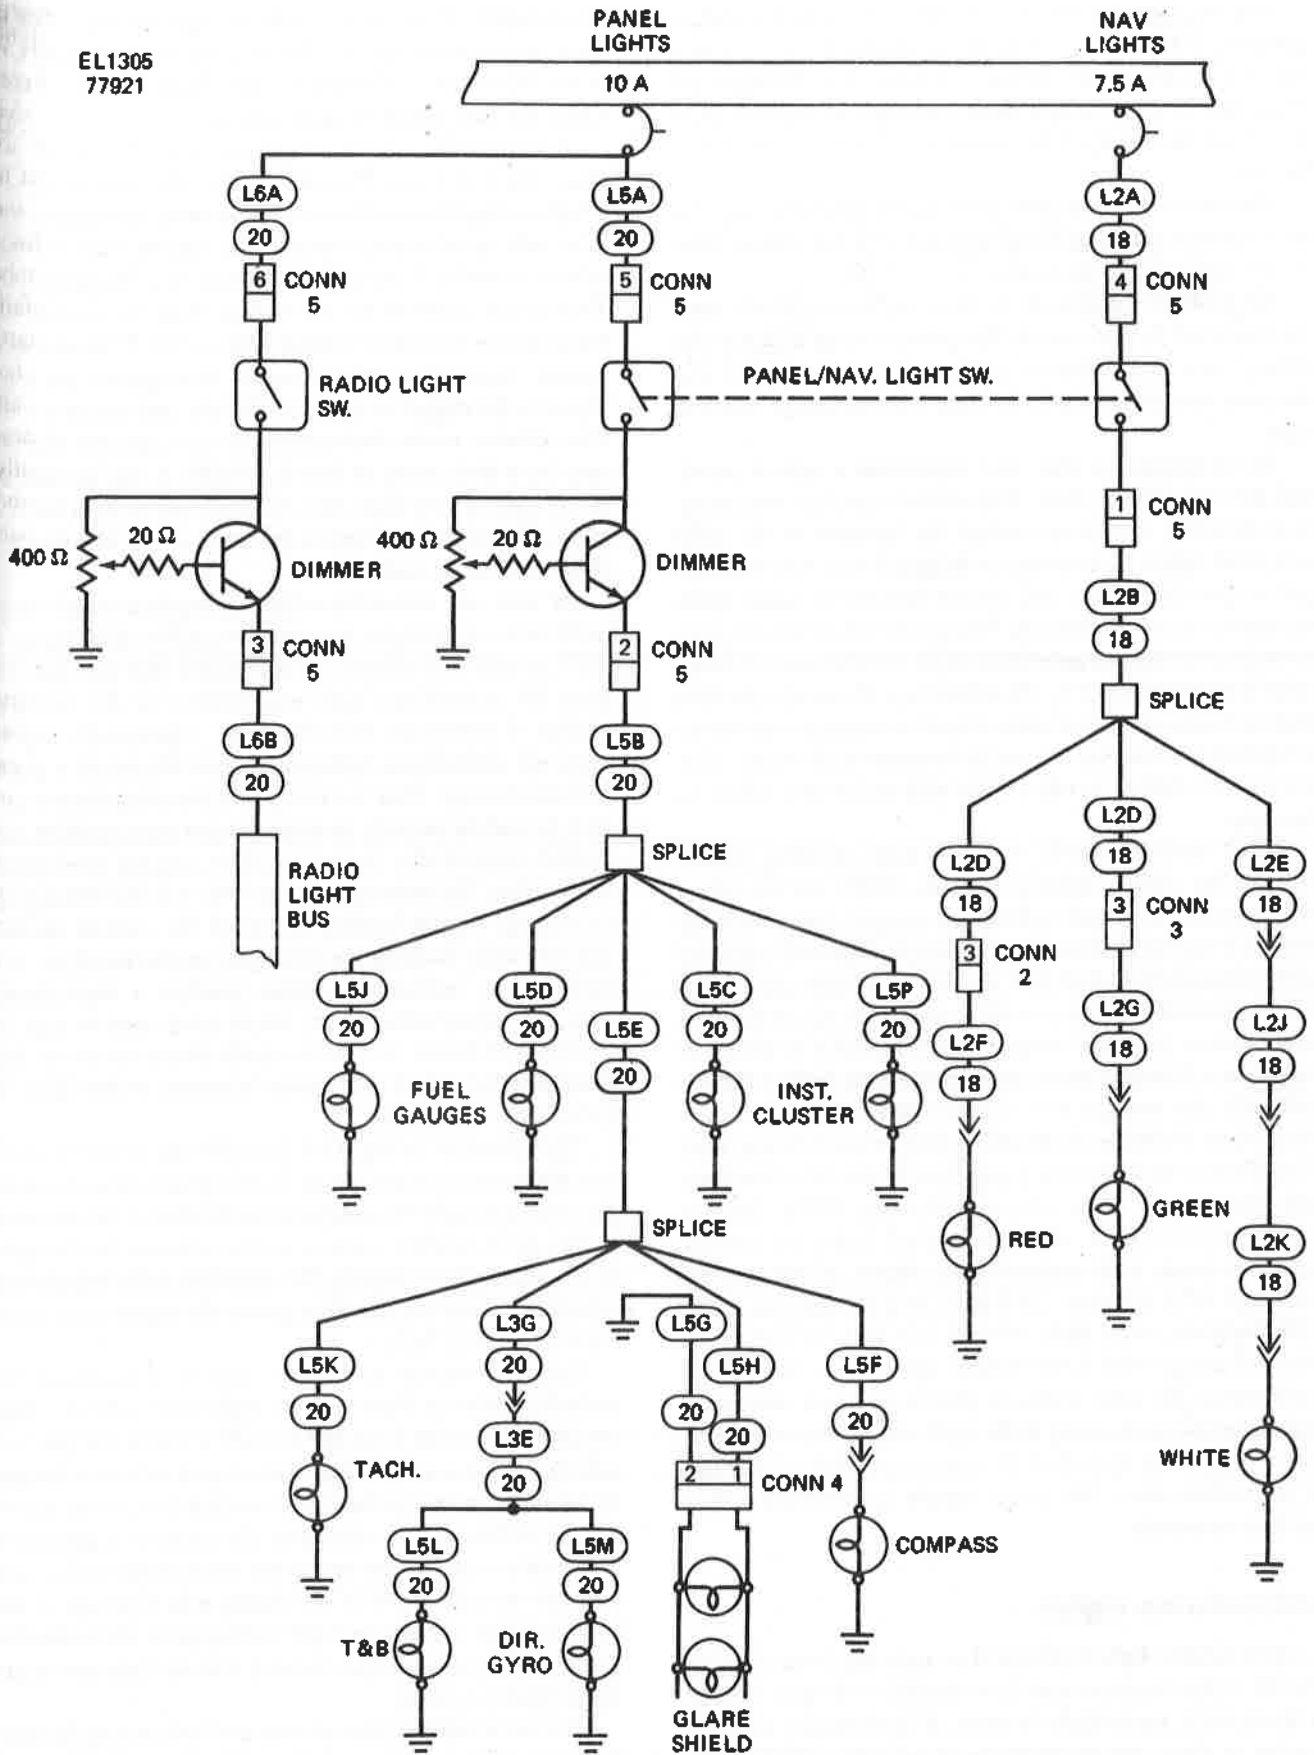 PANEL
LIGHTS
NAV
LIGHTS
EL1305
77921
10 A
7.5 A
L6A
L5A
L2A
20
20
18
6
CONN
5
5
CONN
5
4
CONN
5
RADIO LIGHT
SW.
PANEL/NAV. LIGHT SW.
1
CONN
5
400 Ω
20 Ω
DIMMER
400 Ω
20 Ω
DIMMER
L2B
18
3
CONN
5
2
CONN
5
SPLICE
L6B
20
L5B
20
L2D
18
SPLICE
L2D
18
L2E
18
RADIO
LIGHT
BUS
3
CONN
3
3
CONN
2
L5J
20
L5D
20
L5E
20
L5C
20
L5P
20
L2F
18
L2G
18
L2J
18
FUEL
GAUGES
INST.
CLUSTER
RED
GREEN
SPLICE
L2K
18
L5K
20
L3G
20
L5G
20
L5H
20
L5F
20
L3E
20
TACH.
2
1
CONN 4
WHITE
L5L
20
L5M
20
COMPASS
T&B
DIR.
GYRO
GLARE
SHIELD